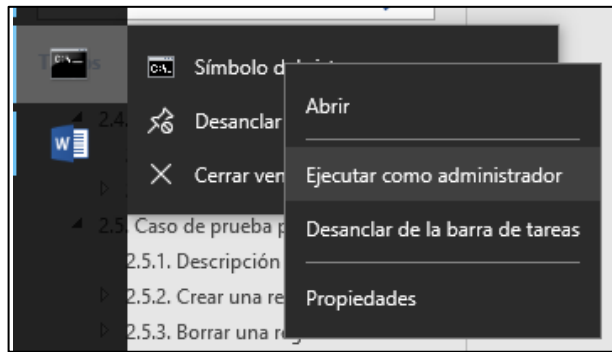 Símbolo d
Desanclar
Cerrar ven
Abrir
Ejecutar como administrador
Desanclar de la barra de tareas
Propiedades
2.4.
2.5. Caso de prueba p
2.5.1. Descripción
2.5.2. Crear una re
2.5.3. Borrar una reg